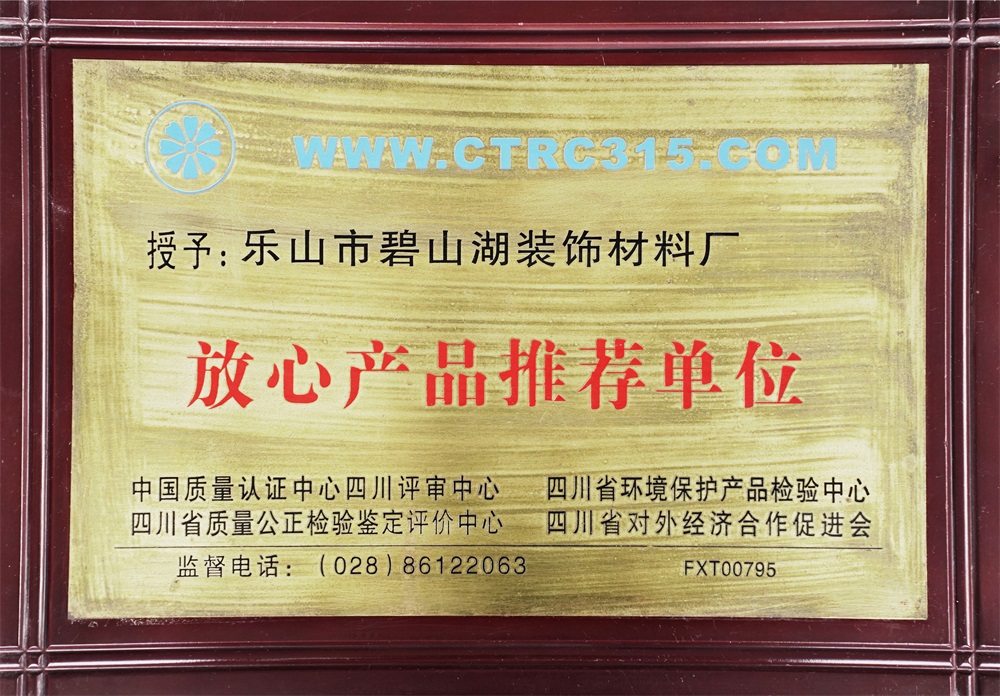 WWW.CTRC315.COM
授予：乐山市碧山湖装饰材料厂
放心产品推荐单位
中国质量认证中心四川评审中心 四川省环境保护产品检验中心
四川省质量公正检验鉴定评价中心 四川省对外经济合作促进会
监督电话：（028）86122063 FXT00795